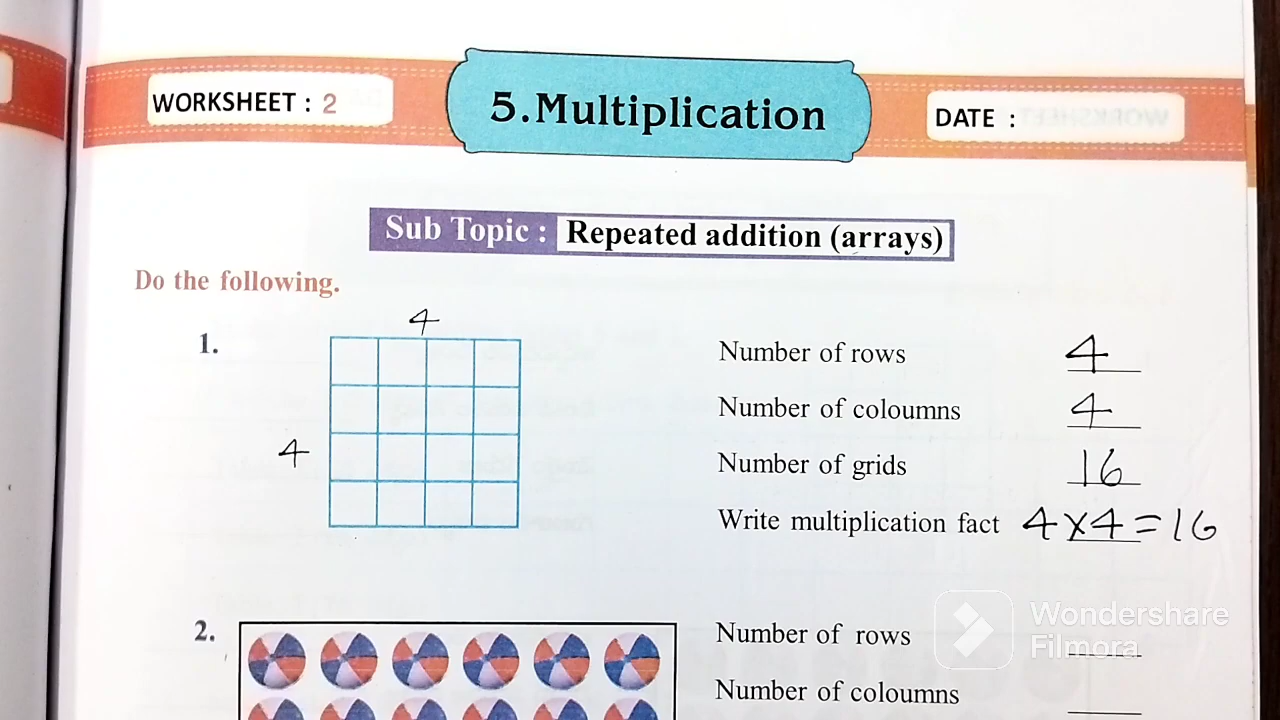 WORKSHEET : 2
5.Multiplication
DATE :
Sub Topic : Repeated addition (arrays)
Do the following.
1.
4
4
Number of rows 4
Number of coloumns 4
Number of grids 16
Write multiplication fact 4×4=16
2.
Number of rows
Number of coloumns
Wondershare
Filmora